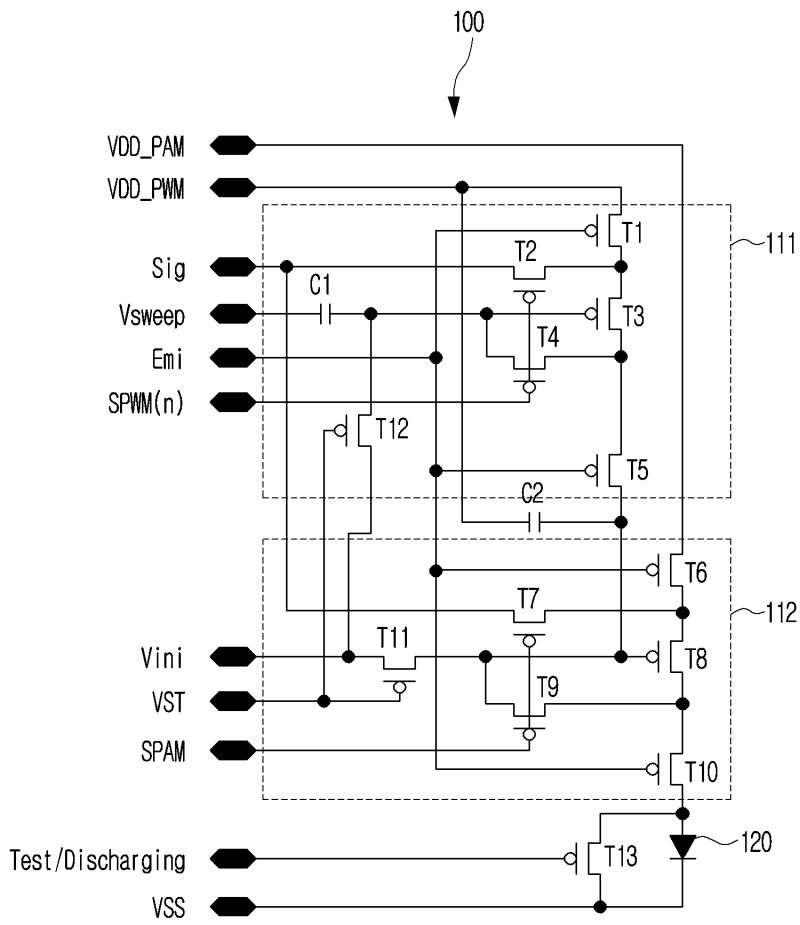 100
VDD_PAM
VDD_PWM
T1
111
Sig
T2
C1
Vsweep
T3
T4
Emi
SPWM(n)
T12
T5
C2
T6
T7
112
T11
Vini
T8
T9
VST
SPAM
T10
120
Test/Discharging
T13
VSS